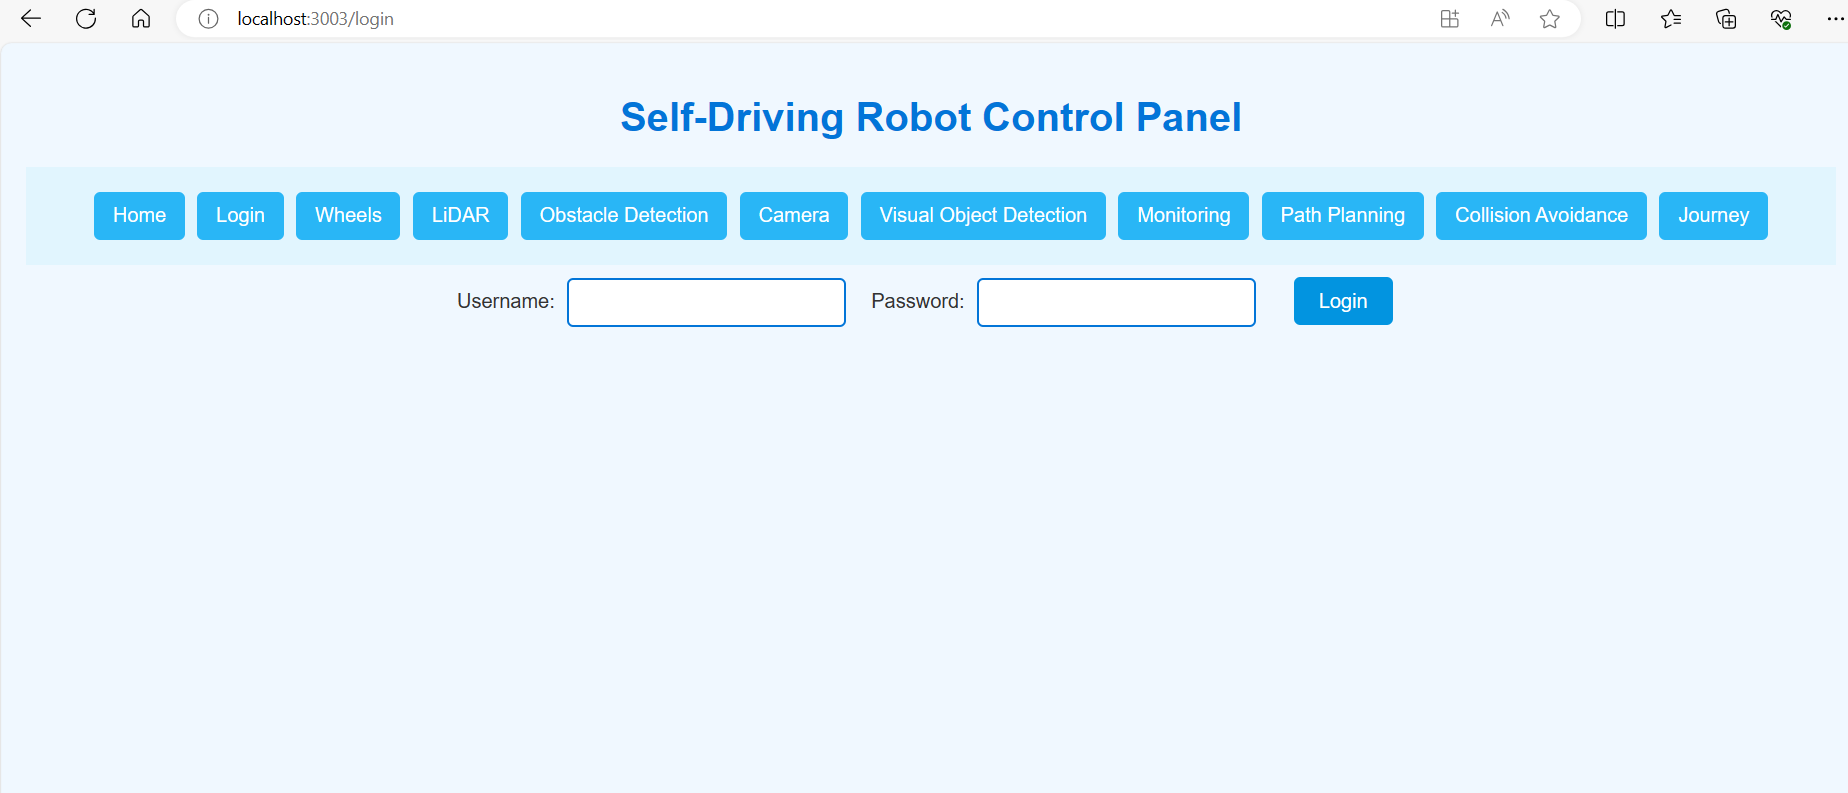 localhost:3003/login
Self-Driving Robot Control Panel
Home Login Wheels LiDAR Obstacle Detection Camera Visual Object Detection Monitoring Path Planning Collision Avoidance Journey
Username: Password: Login